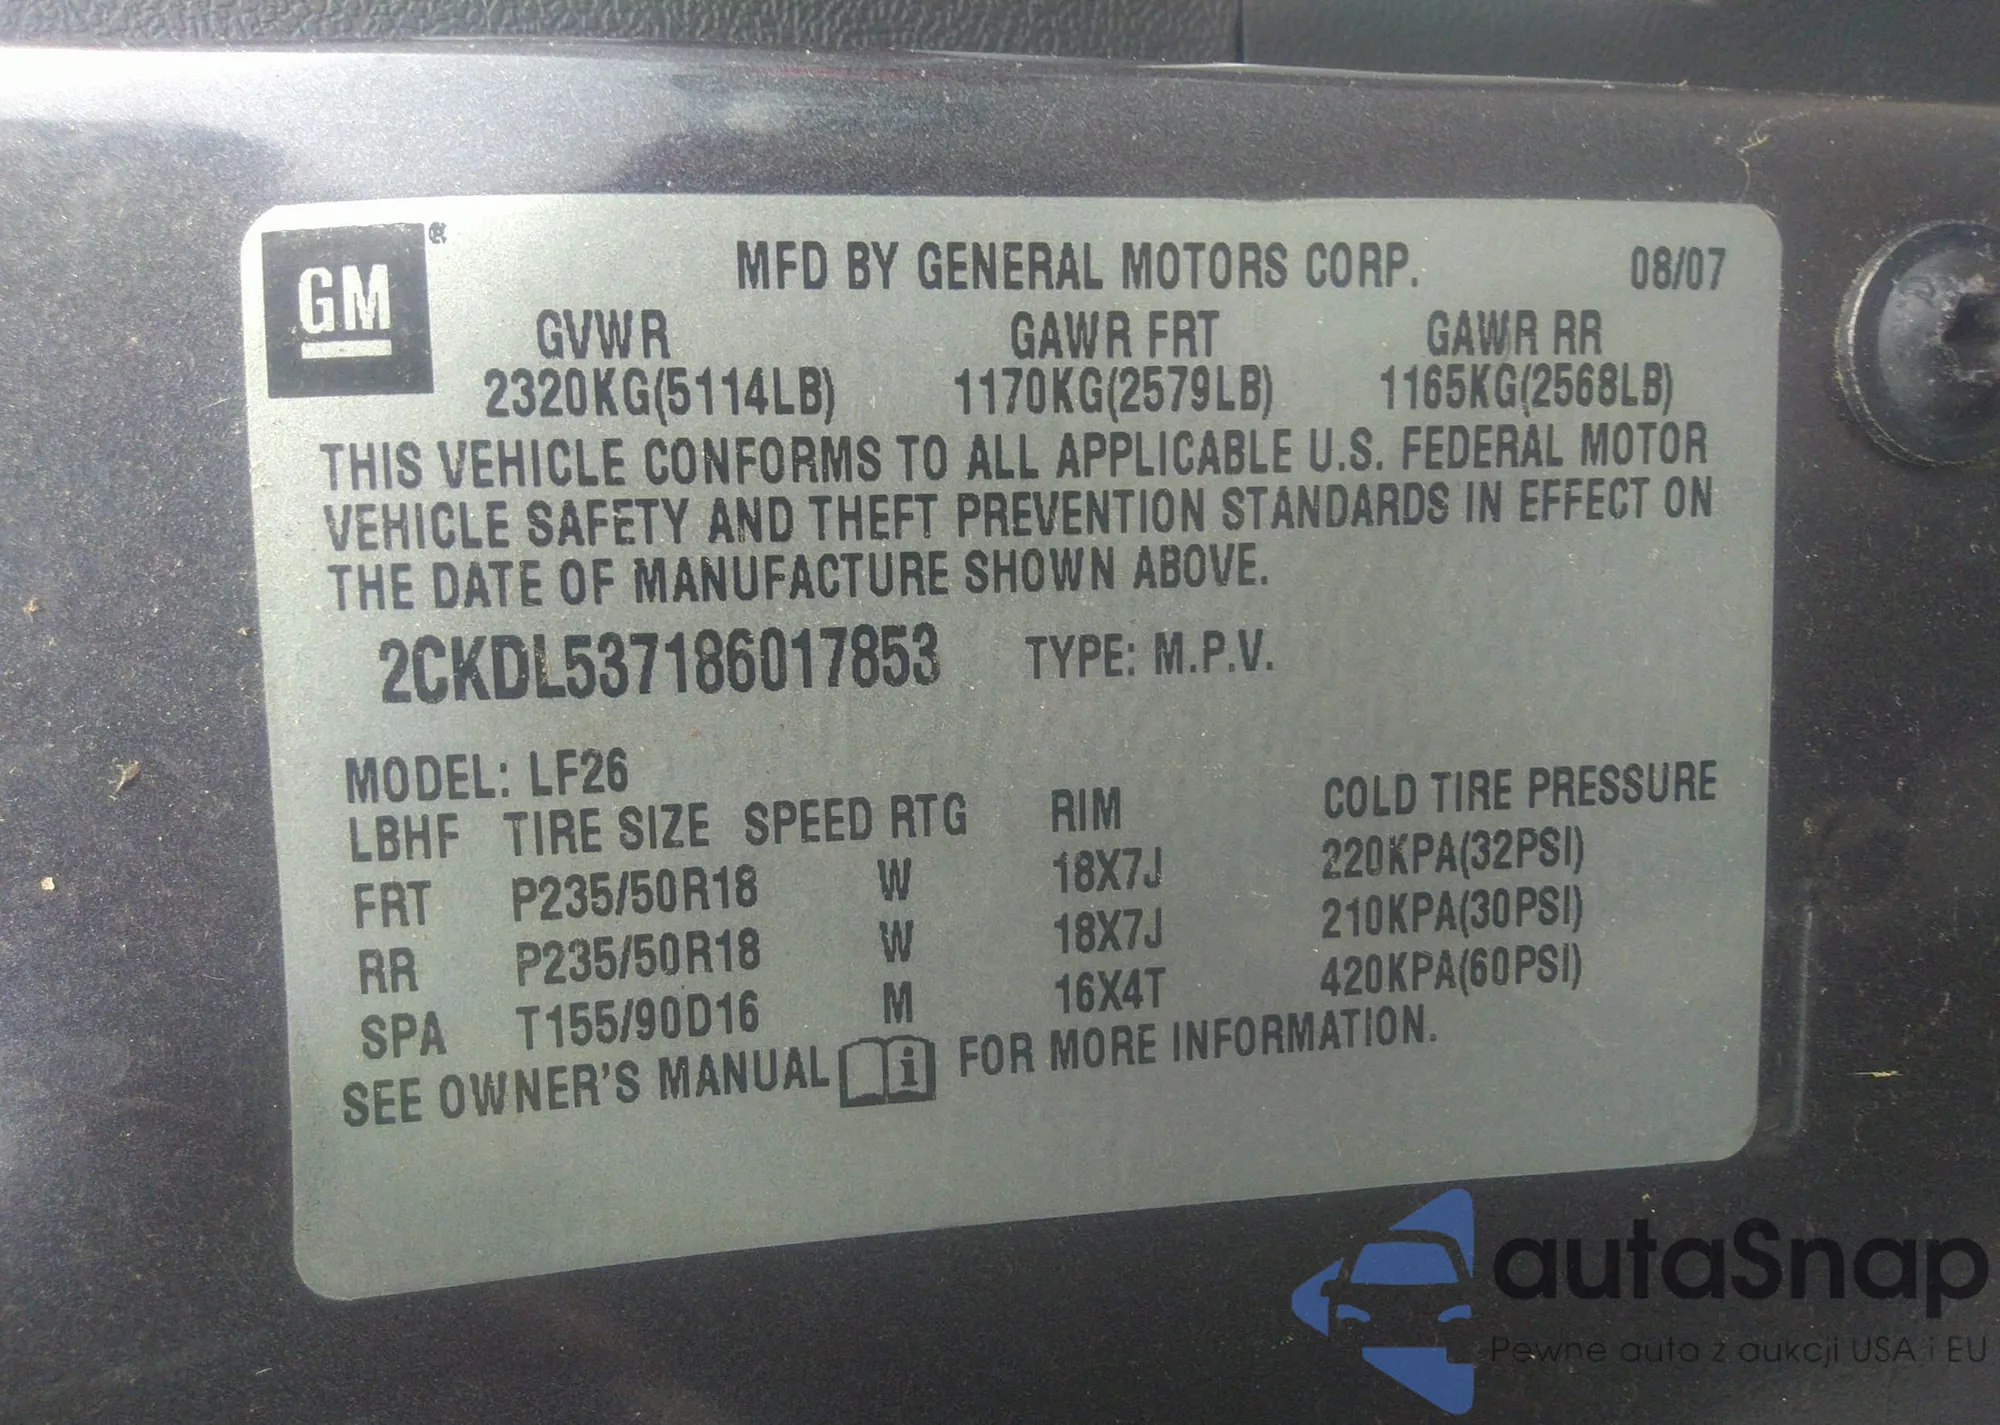 GM
MFD BY GENERAL MOTORS CORP. 08/07
GVWR GAWR FRT GAWR RR
2320KG(5114LB) 1170KG(2579LB) 1165KG(2568LB)
THIS VEHICLE CONFORMS TO ALL APPLICABLE U.S. FEDERAL MOTOR
VEHICLE SAFETY AND THEFT PREVENTION STANDARDS IN EFFECT ON
THE DATE OF MANUFACTURE SHOWN ABOVE.
2CKDL537186017853 TYPE: M.P.V.
MODEL: LF26
LBHF TIRE SIZE SPEED RTG RIM COLD TIRE PRESSURE
FRT P235/50R18 W 18X7J 220KPA(32PSI)
RR P235/50R18 W 18X7J 210KPA(30PSI)
SPA T155/90D16 M 16X4T 420KPA(60PSI)
SEE OWNER'S MANUAL i FOR MORE INFORMATION.
autaSnap
Pewne auta z aukcji USA i EU